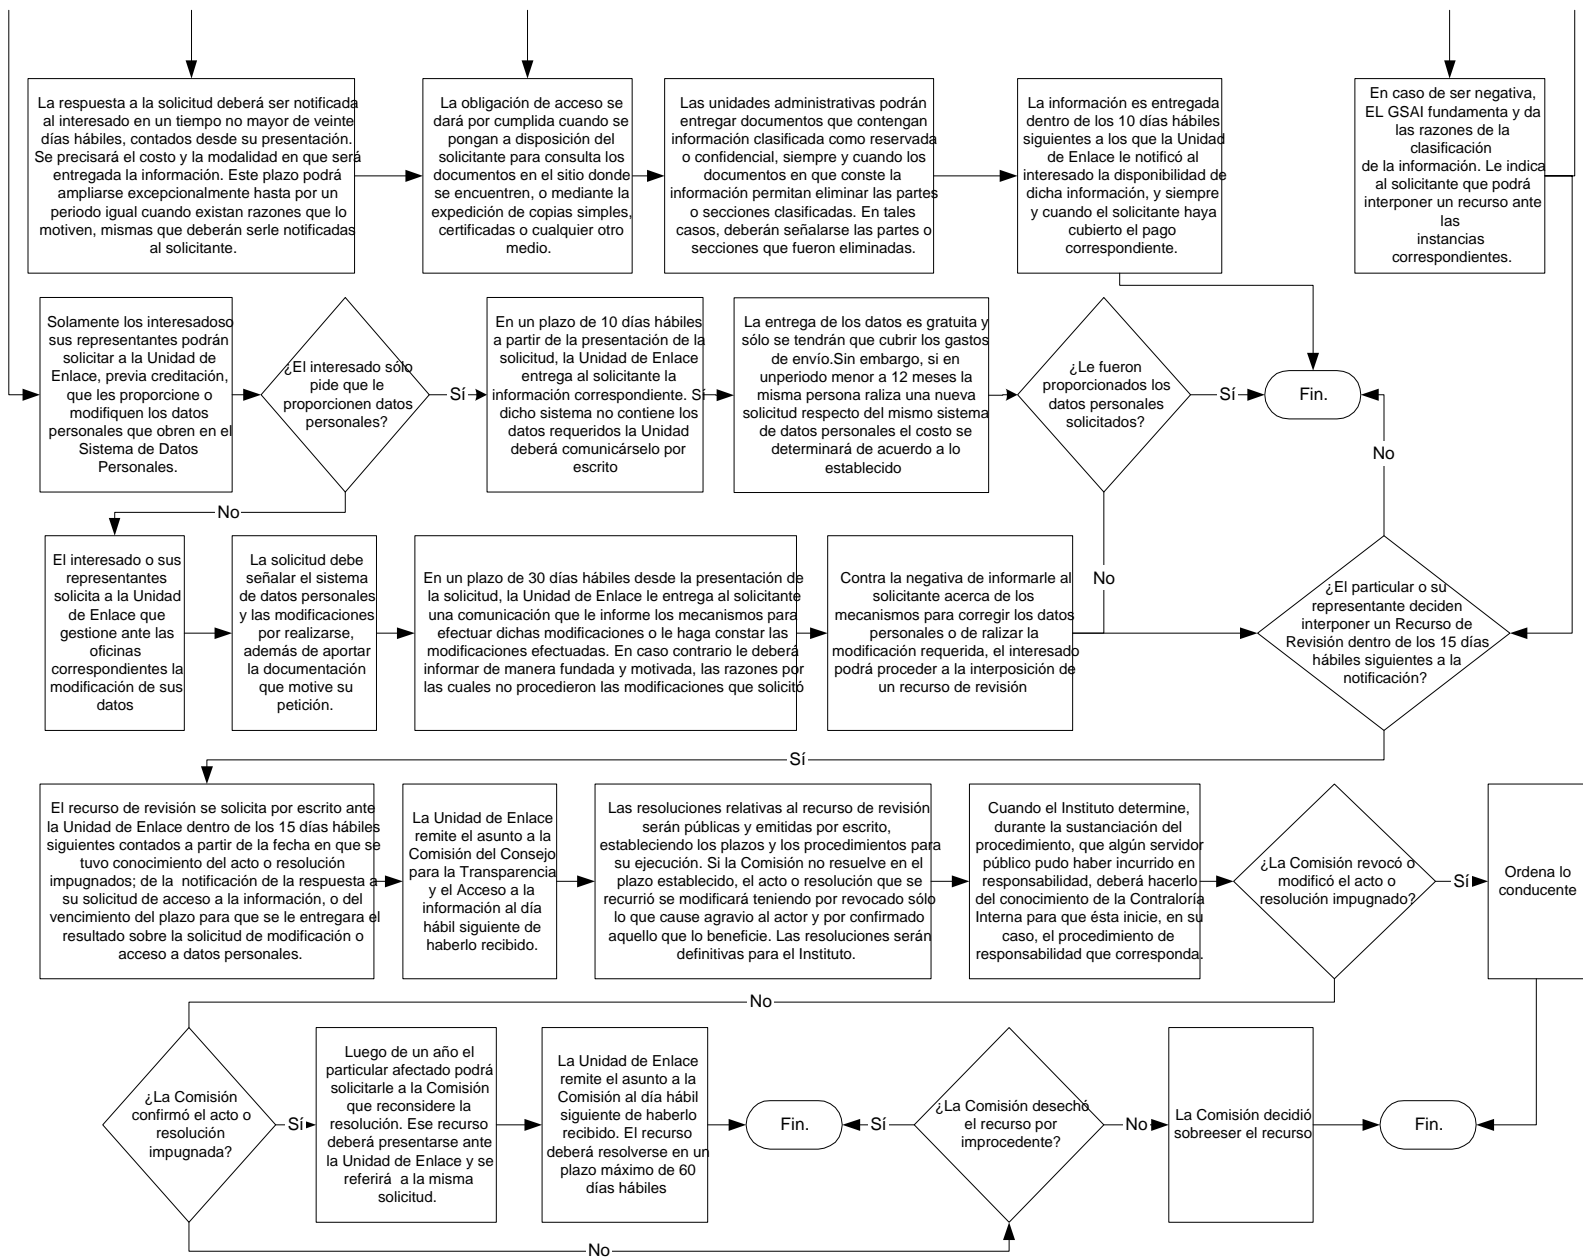 La respuesta a la solicitud deberá ser notificada
al interesado en un tiempo no mayor de veinte
días hábiles, contados desde su presentación.
Se precisará el costo y la modalidad en que será
entregada la información. Este plazo podrá
ampliarse excepcionalmente hasta por un
periodo igual cuando existan razones que lo
motiven, mismas que deberán serle notificadas
al solicitante.
La obligación de acceso se
dará por cumplida cuando se
pongan a disposición del
solicitante para consulta los
documentos en el sitio donde
se encuentren, o mediante la
expedición de copias simples,
certificadas o cualquier otro
medio.
Las unidades administrativas podrán
entregar documentos que contengan
información clasificada como reservada
o confidencial, siempre y cuando los
documentos en que conste la
información permitan eliminar las partes
o secciones clasificadas. En tales
casos, deberán señalarse las partes o
secciones que fueron eliminadas.
La información es entregada
dentro de los 10 días hábiles
siguientes a los que la Unidad
de Enlace le notificó al
interesado la disponibilidad de
dicha información, y siempre
y cuando el solicitante haya
cubierto el pago
correspondiente.
En caso de ser negativa,
EL GSAI fundamenta y da
las razones de la
clasificación
de la información. Le indica
al solicitante que podrá
interponer un recurso ante
las
instancias
correspondientes.
Solamente los interesadoso
sus representantes podrán
solicitar a la Unidad de
Enlace, previa creditación,
que les proporcione o
modifiquen los datos
personales que obren en el
Sistema de Datos
Personales.
¿El interesado sólo
pide que le
proporcionen datos
personales?
Sí
En un plazo de 10 días hábiles
a partir de la presentación de
la solicitud, la Unidad de Enlace
entrega al solicitante la
información correspondiente. Sí
dicho sistema no contiene los
datos requeridos la Unidad
deberá comunicárselo por
escrito
La entrega de los datos es gratuita y
sólo se tendrán que cubrir los gastos
de envío.Sin embargo, si en
unperiodo menor a 12 meses la
misma persona raliza una nueva
solicitud respecto del mismo sistema
de datos personales el costo se
determinará de acuerdo a lo
establecido
¿Le fueron
proporcionados los
datos personales
solicitados?
Sí
Fin.
No
No
No
El interesado o sus
representantes
solicita a la Unidad
de Enlace que
gestione ante las
oficinas
correspondientes la
modificación de sus
datos
La solicitud debe
señalar el sistema
de datos personales
y las modificaciones
por realizarse,
además de aportar
la documentación
que motive su
petición.
En un plazo de 30 días hábiles desde la presentación de
la solicitud, la Unidad de Enlace le entrega al solicitante
una comunicación que le informe los mecanismos para
efectuar dichas modificaciones o le haga constar las
modificaciones efectuadas. En caso contrario le deberá
informar de manera fundada y motivada, las razones por
las cuales no procedieron las modificaciones que solicitó
Contra la negativa de informarle al
solicitante acerca de los
mecanismos para corregir los datos
personales o de ralizar la
modificación requerida, el interesado
podrá proceder a la interposición de
un recurso de revisión
¿El particular o su
representante deciden
interponer un Recurso de
Revisión dentro de los 15 días
hábiles siguientes a la
notificación?
Sí
El recurso de revisión se solicita por escrito ante
la Unidad de Enlace dentro de los 15 días hábiles
siguientes contados a partir de la fecha en que se
tuvo conocimiento del acto o resolución
impugnados; de la notificación de la respuesta a
su solicitud de acceso a la información, o del
vencimiento del plazo para que se le entregara el
resultado sobre la solicitud de modificación o
acceso a datos personales.
La Unidad de Enlace
remite el asunto a la
Comisión del Consejo
para la Transparencia
y el Acceso a la
información al día
hábil siguiente de
haberlo recibido.
Las resoluciones relativas al recurso de revisión
serán públicas y emitidas por escrito,
estableciendo los plazos y los procedimientos para
su ejecución. Si la Comisión no resuelve en el
plazo establecido, el acto o resolución que se
recurrió se modificará teniendo por revocado sólo
lo que cause agravio al actor y por confirmado
aquello que lo beneficie. Las resoluciones serán
definitivas para el Instituto.
Cuando el Instituto determine,
durante la sustanciación del
procedimiento, que algún servidor
público pudo haber incurrido en
responsabilidad, deberá hacerlo
del conocimiento de la Contraloría
Interna para que ésta inicie, en su
caso, el procedimiento de
responsabilidad que corresponda.
¿La Comisión revocó o
modificó el acto o
resolución impugnado?
Sí
Ordena lo
conducente
No
¿La Comisión
confirmó el acto o
resolución
impugnada?
Sí
Luego de un año el
particular afectado podrá
solicitarle a la Comisión
que reconsidere la
resolución. Ese recurso
deberá presentarse ante
la Unidad de Enlace y se
referirá a la misma
solicitud.
La Unidad de Enlace
remite el asunto a la
Comisión al día hábil
siguiente de haberlo
recibido. El recurso
deberá resolverse en un
plazo máximo de 60
días hábiles
Fin.
Sí
¿La Comisión desechó
el recurso por
improcedente?
No
La Comisión decidió
sobreeser el recurso
Fin.
No